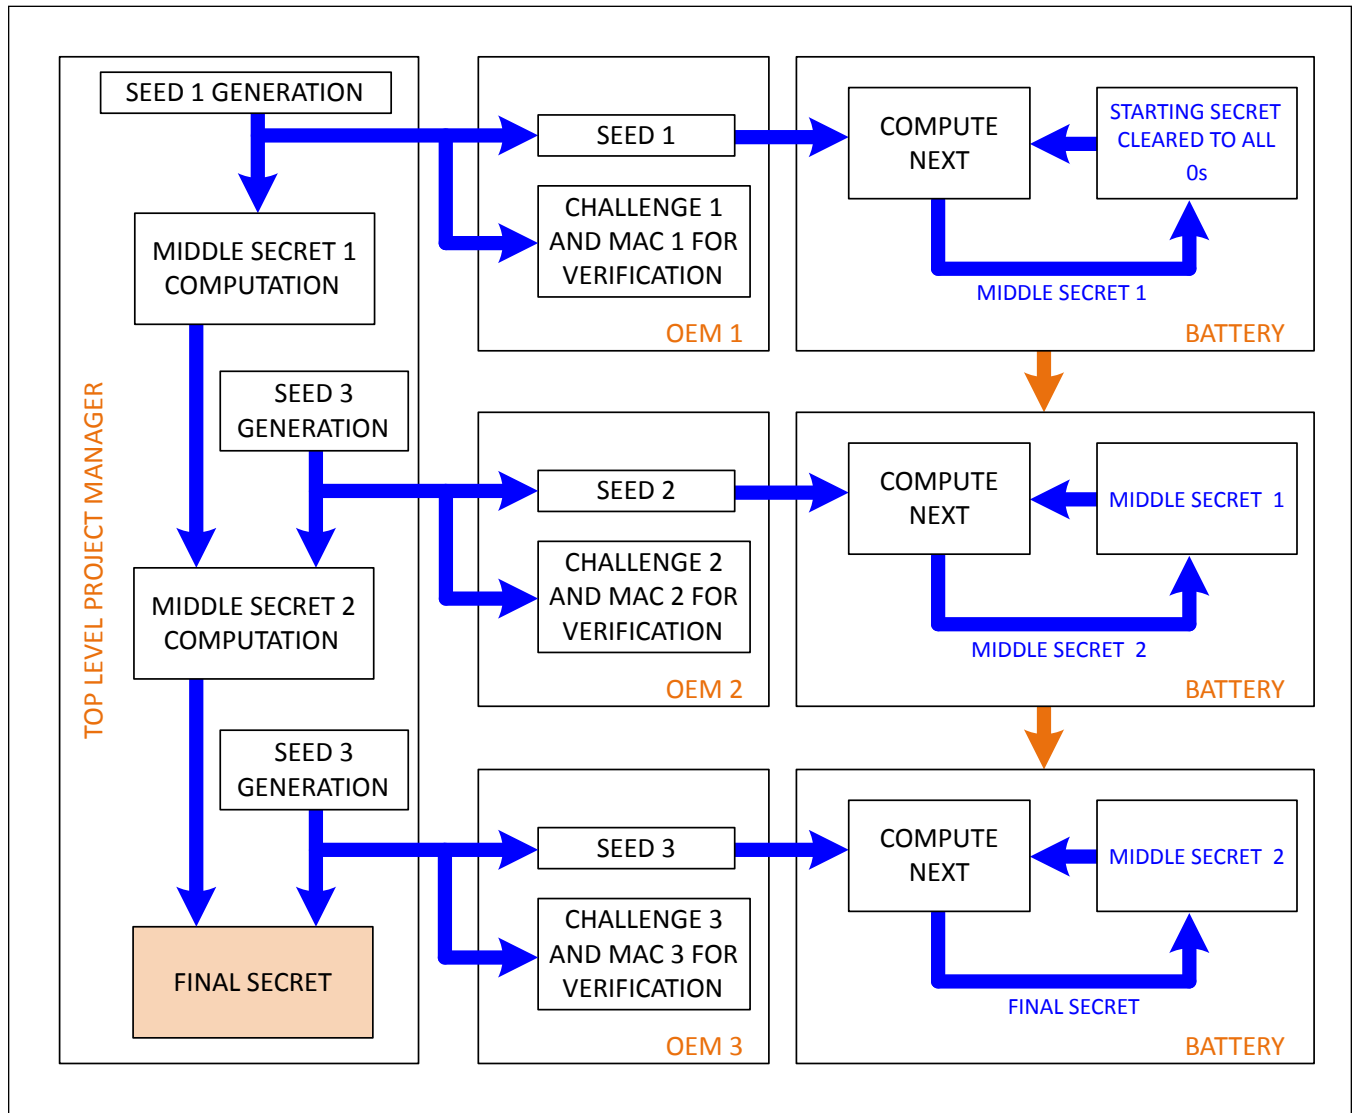 SEED 1 GENERATION
MIDDLE SECRET 1
COMPUTATION
SEED 3
GENERATION
MIDDLE SECRET 2
COMPUTATION
SEED 3
GENERATION
FINAL SECRET
TOP LEVEL PROJECT MANAGER
SEED 1
CHALLENGE 1
AND MAC 1 FOR
VERIFICATION
OEM 1
COMPUTE
NEXT
STARTING SECRET
CLEARED TO ALL
0s
MIDDLE SECRET 1
BATTERY
SEED 2
CHALLENGE 2
AND MAC 2 FOR
VERIFICATION
OEM 2
COMPUTE
NEXT
MIDDLE SECRET 1
MIDDLE SECRET 2
BATTERY
SEED 3
CHALLENGE 3
AND MAC 3 FOR
VERIFICATION
OEM 3
COMPUTE
NEXT
MIDDLE SECRET 2
FINAL SECRET
BATTERY